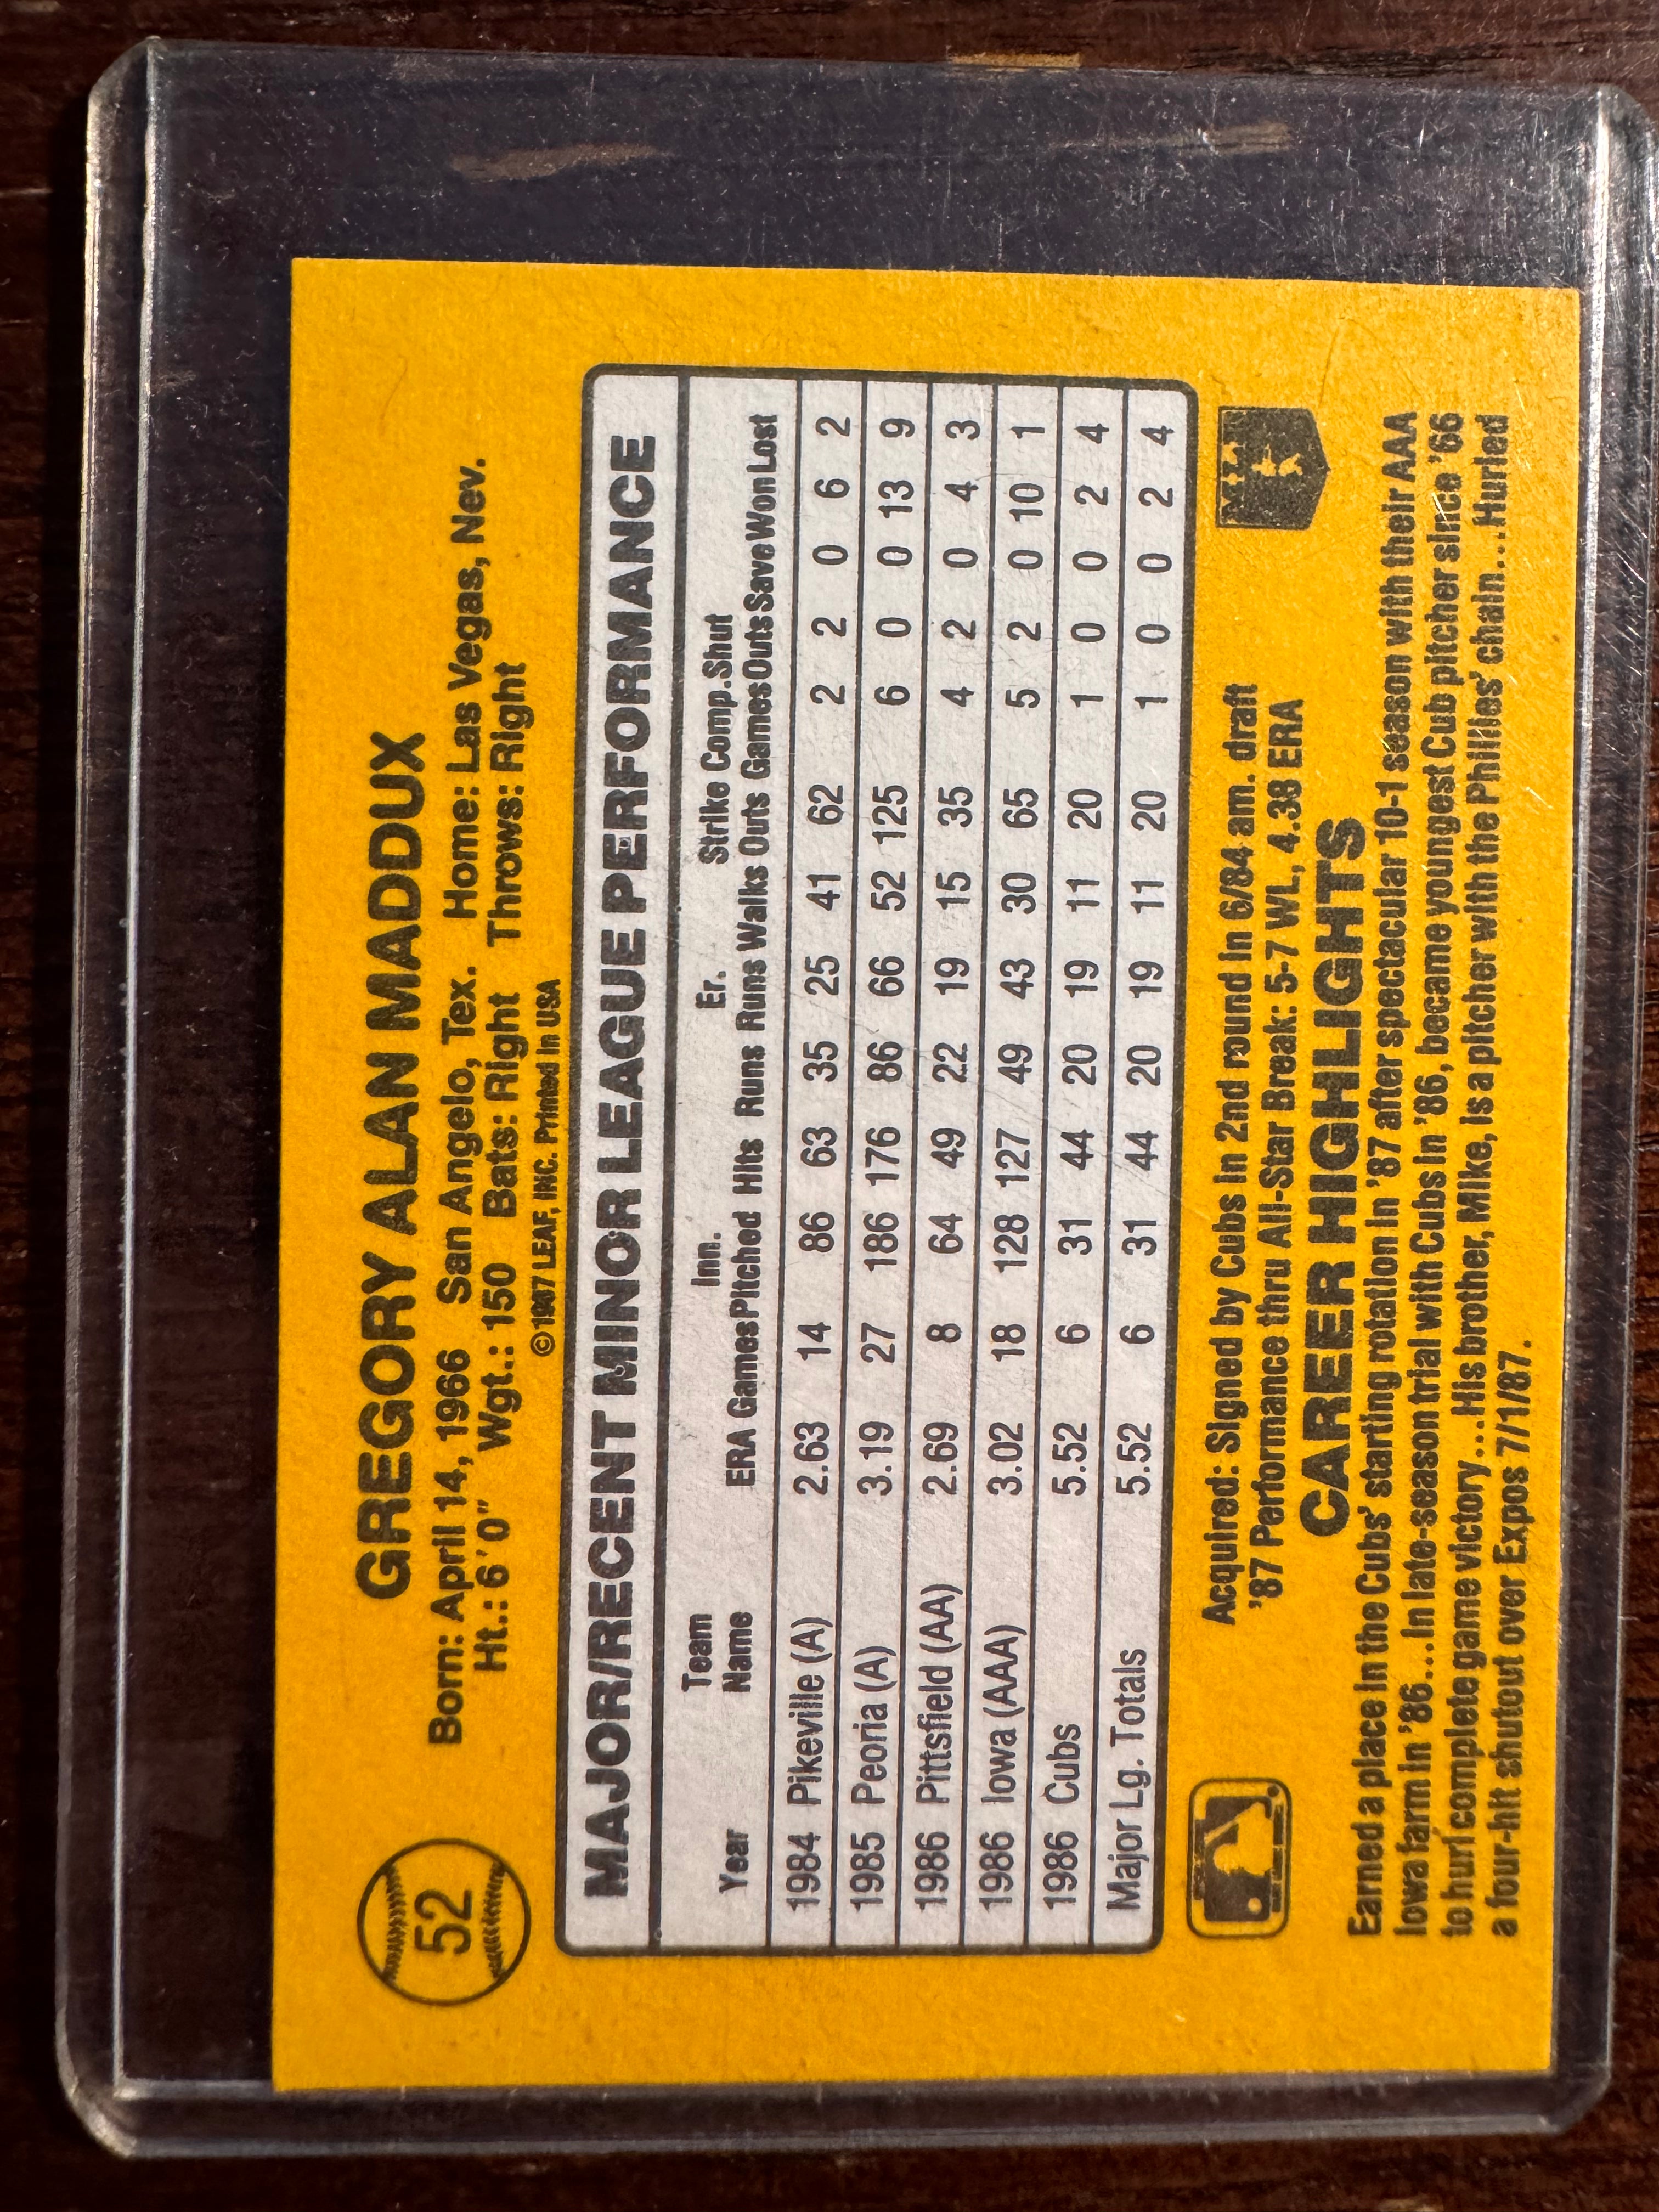 52
GREGORY ALAN MADDUX
Born: April 14, 1966 San Angelo, Tex. Home: Las Vegas, Nev.
Ht.: 6'0" Wgt.: 150 Bats: Right Throws: Right
© 1987 LEAF, INC. Printed in USA
MAJOR/RECENT MINOR LEAGUE PERFORMANCE
Team Inn. Er. Strike Comp. Shut
Year Name ERA Games Pitched Hits Runs Runs Walks Outs Games Outs Save Won Lost
1984 Pikeville (A) 2.63 14 86 63 35 25 41 62 2 2 0 6 2
1985 Peoria (A) 3.19 27 186 176 86 66 52 125 6 0 0 13 9
1986 Pittsfield (AA) 2.69 8 64 49 22 19 15 35 4 2 0 4 3
1986 Iowa (AAA) 3.02 18 128 127 49 43 30 65 5 2 0 10 1
1986 Cubs 5.52 6 31 44 20 19 11 20 1 0 0 2 4
Major Lg. Totals 5.52 6 31 44 20 19 11 20 1 0 0 2 4
Acquired: Signed by Cubs in 2nd round in 6/84 am. draft
'87 Performance thru All-Star Break: 5-7 WL, 4.38 ERA
CAREER HIGHLIGHTS
Earned a place in the Cubs' starting rotation in '87 after spectacular 10-1 season with their AAA
Iowa farm in '86...In late-season trial with Cubs in '86, became youngest Cub pitcher since '66
to hurl complete game victory...His brother, Mike, is a pitcher with the Phillies' chain...Hurled
a four-hit shutout over Expos 7/1/87.